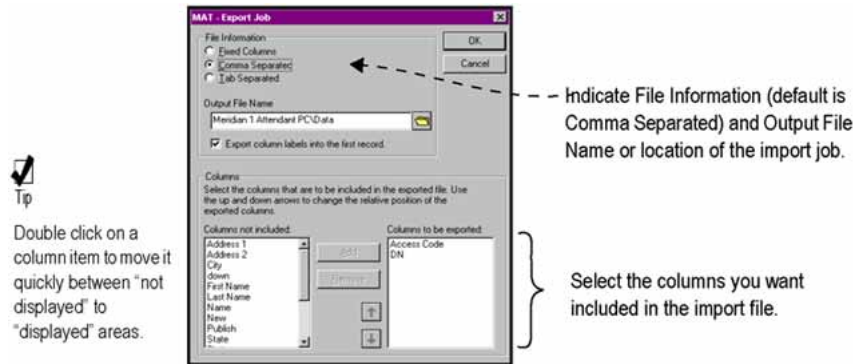 MAT - Export Job
File Information
Fixed Columns
Comma Separated
Tab Separated
OK
Cancel
Output File Name
Meridian 1 Attendant PC\Data
Export column labels into the first record.
Columns
Select the columns that are to be included in the exported file. Use
the up and down arrows to change the relative position of the
exported columns.
Columns not included:
Address 1
Address 2
City
down
First Name
Last Name
Name
New
Publish
State
Add
Remove
Columns to be exported:
Access Code
DN
Indicate File Information (default is
Comma Separated) and Output File
Name or location of the import job.
Tip
Double click on a
column item to move it
quickly between “not
displayed” to
“displayed” areas.
Select the columns you want
included in the import file.